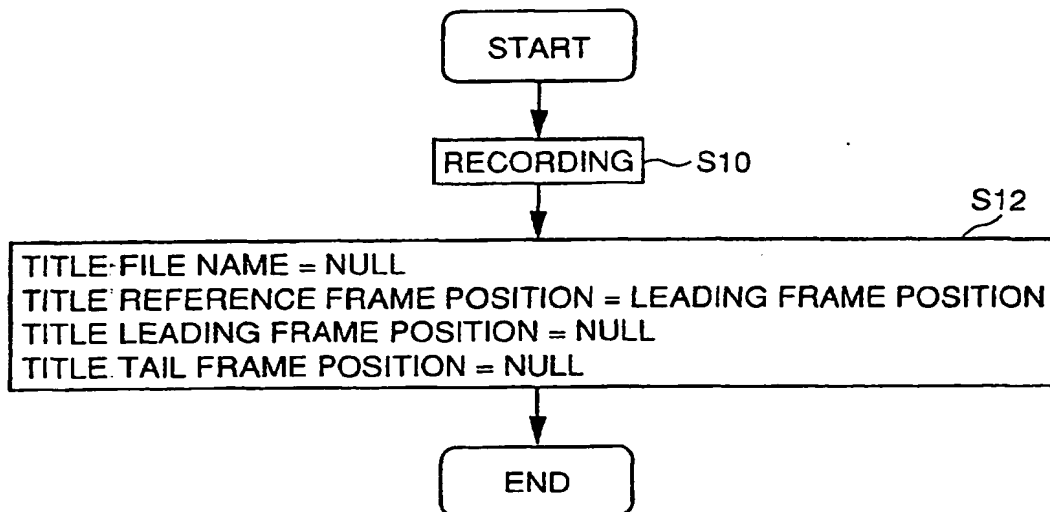 START
RECORDING
S10
S12
TITLE FILE NAME = NULL
TITLE REFERENCE FRAME POSITION = LEADING FRAME POSITION
TITLE LEADING FRAME POSITION = NULL
TITLE TAIL FRAME POSITION = NULL
END